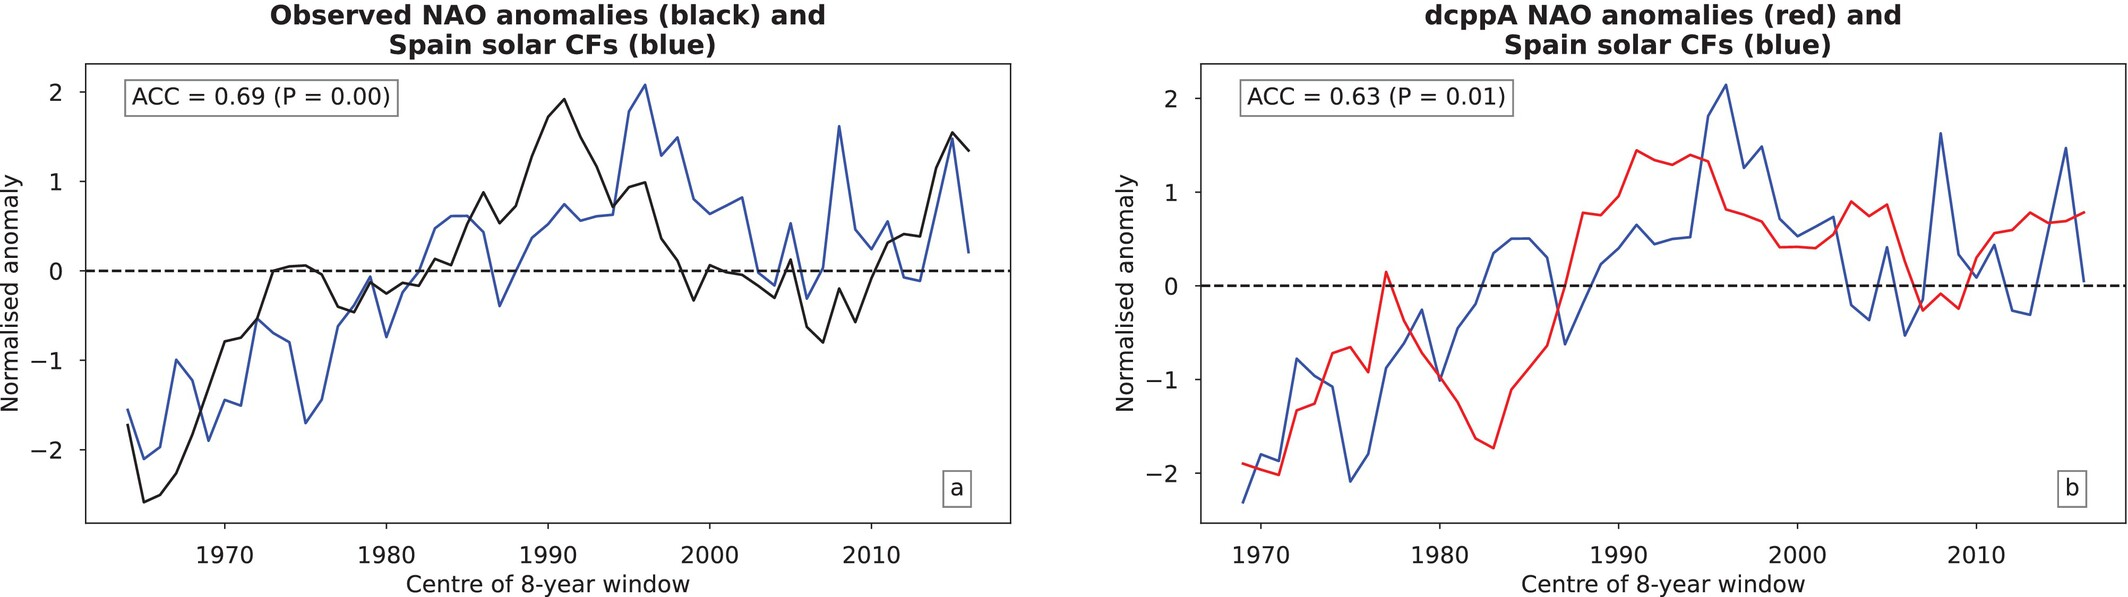 Observed NAO anomalies (black) and
Spain solar CFs (blue)
ACC = 0.69 (P = 0.00)
Normalised anomaly
2
1
0
−1
−2
a
1970 1980 1990 2000 2010
Centre of 8-year window
dcppA NAO anomalies (red) and
Spain solar CFs (blue)
ACC = 0.63 (P = 0.01)
Normalised anomaly
2
1
0
−1
−2
b
1970 1980 1990 2000 2010
Centre of 8-year window